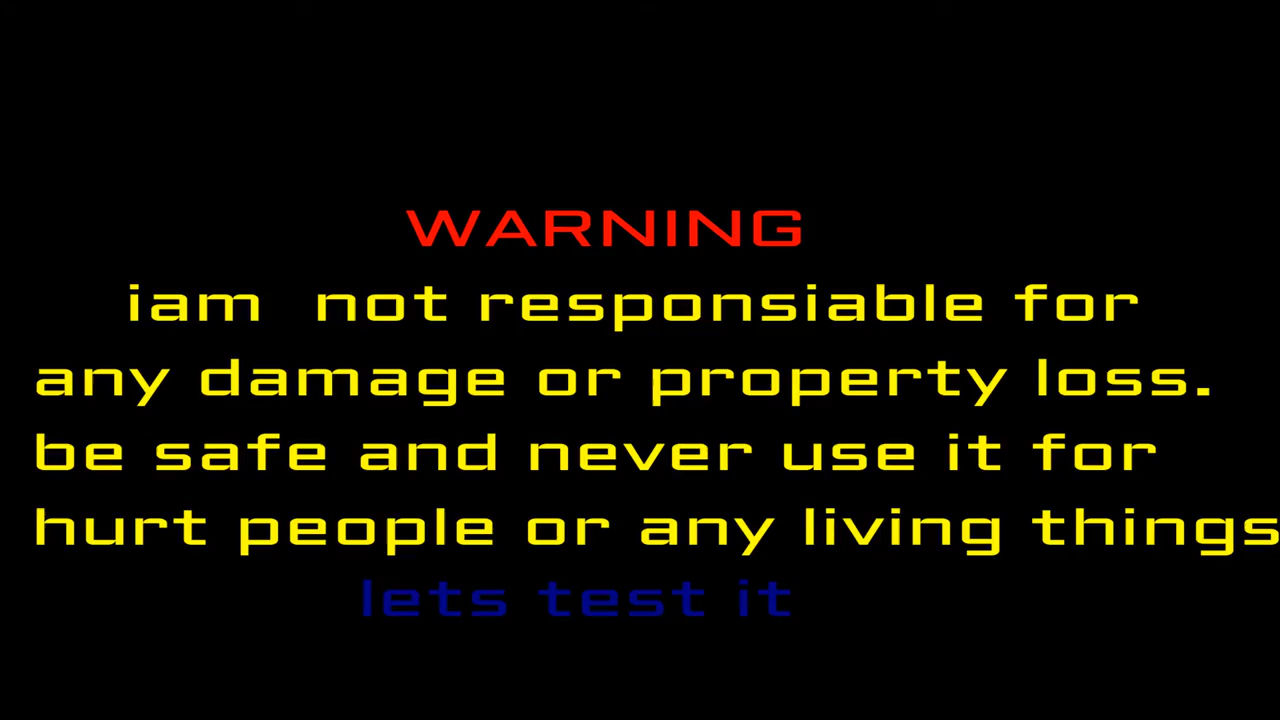 WARNING
iam not responsiable for
any damage or property loss.
be safe and never use it for
hurt people or any living things
lets test it